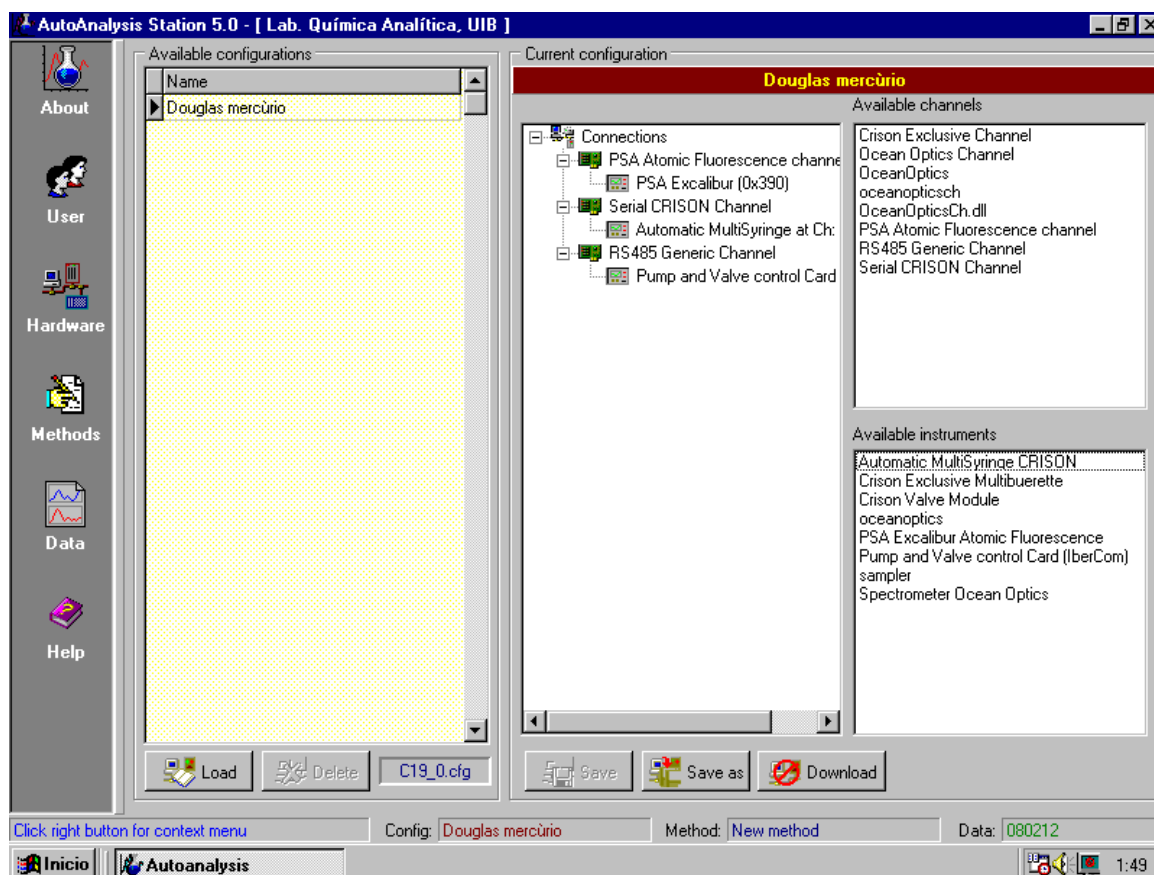 AutoAnalysis Station 5.0 - [ Lab. Química Analítica, UIB ]
About
User
Hardware
Methods
Data
Help
Available configurations
Name
Douglas mercùrio
Load
Delete
C19_0.cfg
Current configuration
Douglas mercùrio
Connections
PSA Atomic Fluorescence channe
PSA Excalibur (0x390)
Serial CRISON Channel
Automatic MultiSyringe at Ch:
RS485 Generic Channel
Pump and Valve control Card
Available channels
Crison Exclusive Channel
Ocean Optics Channel
OceanOptics
oceanopticsch
OceanOpticsCh.dll
PSA Atomic Fluorescence channel
RS485 Generic Channel
Serial CRISON Channel
Available instruments
Automatic MultiSyringe CRISON
Crison Exclusive Multibuerette
Crison Valve Module
oceanoptics
PSA Excalibur Atomic Fluorescence
Pump and Valve control Card (IberCom)
sampler
Spectrometer Ocean Optics
Save
Save as
Download
Click right button for context menu
Config: Douglas mercùrio
Method: New method
Data: 080212
Inicio
Autoanalysis
1:49